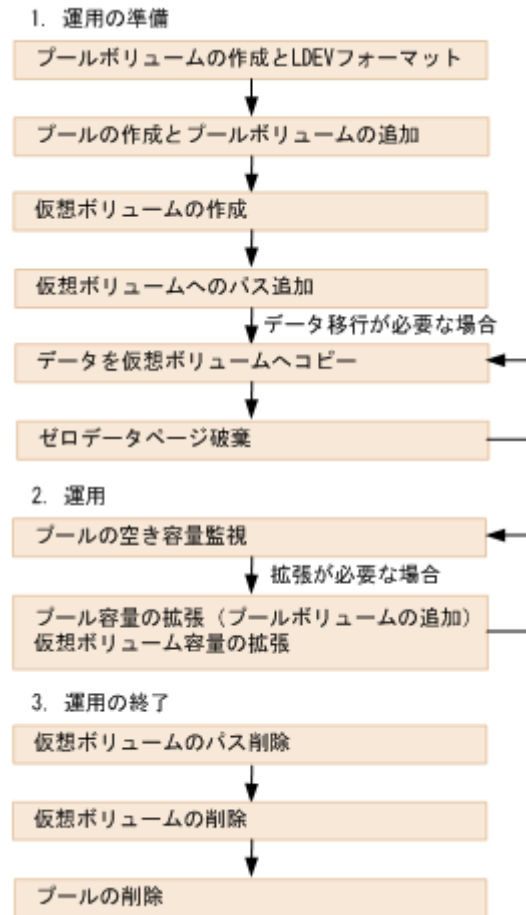 1. 運用の準備
プールボリュームの作成とLDEVフォーマット
プールの作成とプールボリュームの追加
仮想ボリュームの作成
仮想ボリュームへのパス追加
データ移行が必要な場合
データを仮想ボリュームへコピー
ゼロデータページ破棄
2. 運用
プールの空き容量監視
拡張が必要な場合
プール容量の拡張（プールボリュームの追加）
仮想ボリューム容量の拡張
3. 運用の終了
仮想ボリュームのパス削除
仮想ボリュームの削除
プールの削除